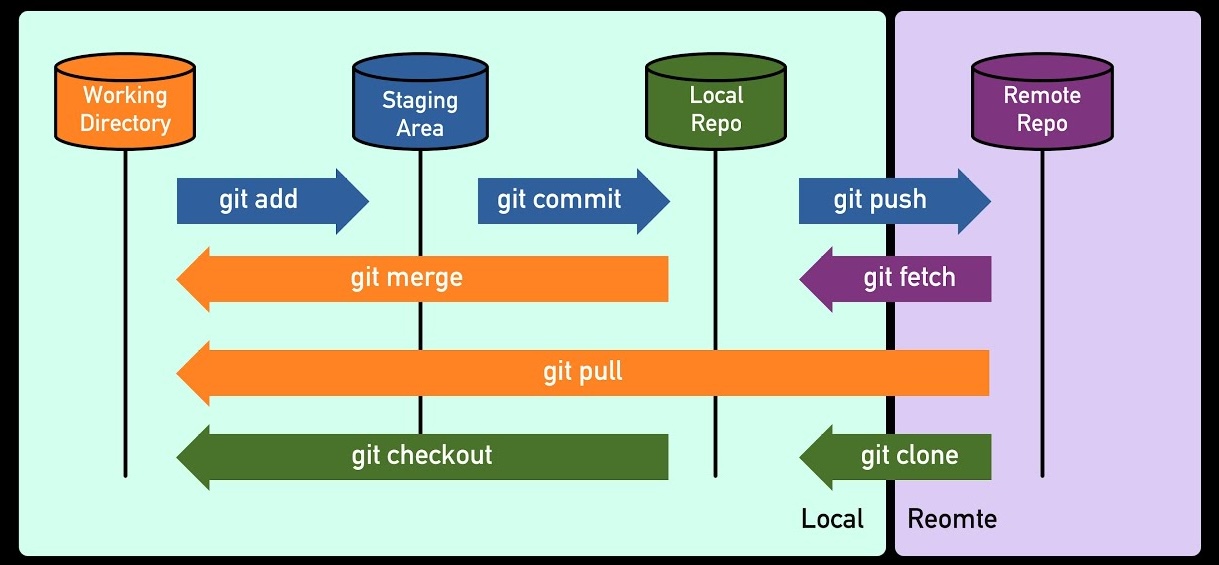 Working
Directory
Staging
Area
Local
Repo
Remote
Repo
git add
git commit
git push
git merge
git fetch
git pull
git checkout
git clone
Local
Reomte